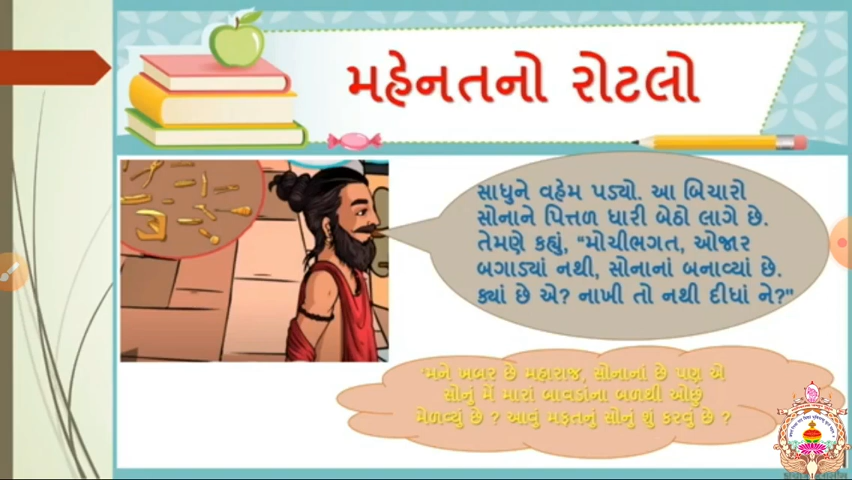 મહેનતનો રોટલો
સાધુને વહેમ પડ્યો. આ બિચારો
સોનાને પિત્તળ ધારી બેઠો લાગે છે.
તેમણે કહ્યું, "મોચીભગત, ઓજાર
બગાડ્યાં નથી, સોનાનાં બનાવ્યાં છે.
ક્યાં છે એ? નાખી તો નથી દીધાં ને?"
"મને ખબર છે મહારાજ, સોનાનાં છે પણ એ
સોનું મેં મારાં બાવડાંના બળથી ઓછું
મેળવ્યું છે ? આવું મફતનું સોનું શું કરવું છે ?